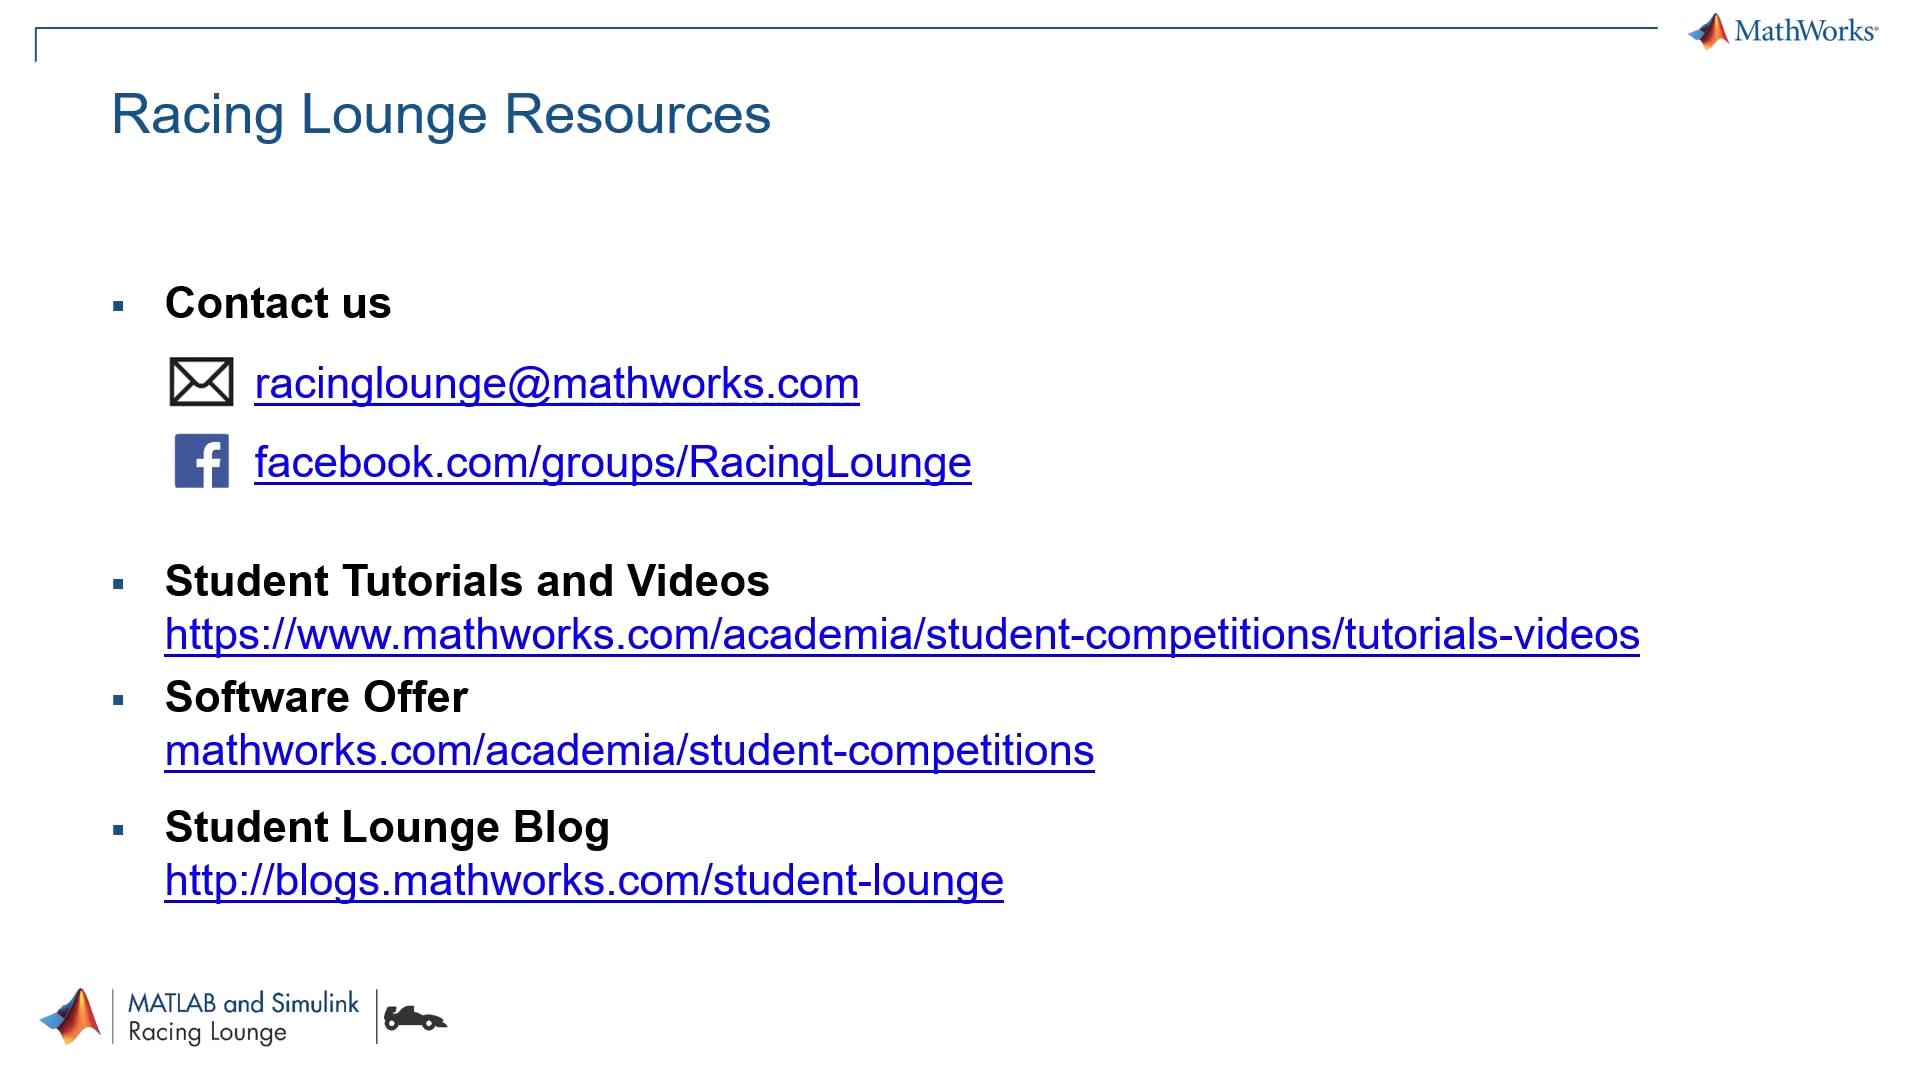 MathWorks®
Racing Lounge Resources
▪ Contact us
racinglounge@mathworks.com
facebook.com/groups/RacingLounge
▪ Student Tutorials and Videos
https://www.mathworks.com/academia/student-competitions/tutorials-videos
▪ Software Offer
mathworks.com/academia/student-competitions
▪ Student Lounge Blog
http://blogs.mathworks.com/student-lounge
MATLAB and Simulink
Racing Lounge